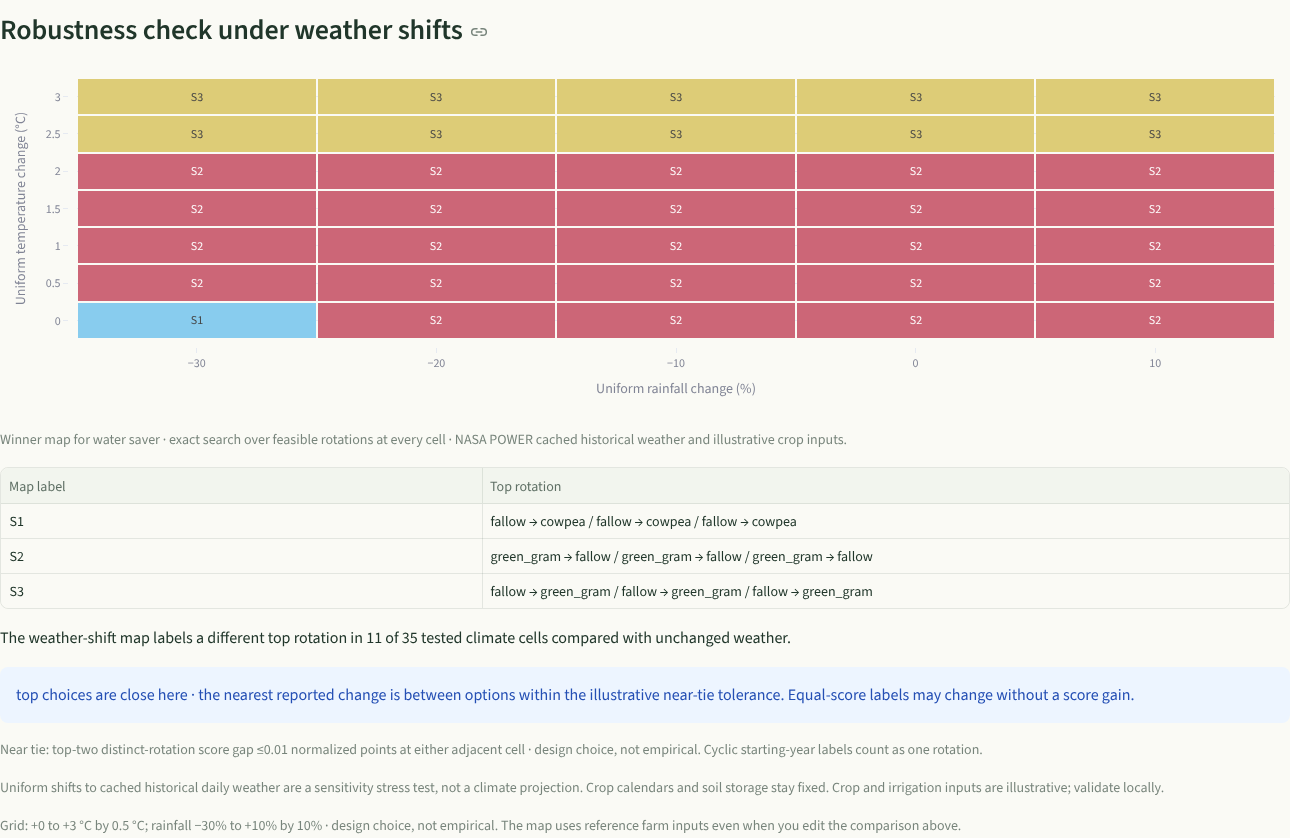 Robustness check under weather shifts
Uniform temperature change (°C)
3 S3 S3 S3 S3 S3
2.5 S3 S3 S3 S3 S3
2 S2 S2 S2 S2 S2
1.5 S2 S2 S2 S2 S2
1 S2 S2 S2 S2 S2
0.5 S2 S2 S2 S2 S2
0 S1 S2 S2 S2 S2
−30 −20 −10 0 10
Uniform rainfall change (%)
Winner map for water saver · exact search over feasible rotations at every cell · NASA POWER cached historical weather and illustrative crop inputs.
Map label Top rotation
S1 fallow → cowpea / fallow → cowpea / fallow → cowpea
S2 green_gram → fallow / green_gram → fallow / green_gram → fallow
S3 fallow → green_gram / fallow → green_gram / fallow → green_gram
The weather-shift map labels a different top rotation in 11 of 35 tested climate cells compared with unchanged weather.
top choices are close here · the nearest reported change is between options within the illustrative near-tie tolerance. Equal-score labels may change without a score gain.
Near tie: top-two distinct-rotation score gap ≤0.01 normalized points at either adjacent cell · design choice, not empirical. Cyclic starting-year labels count as one rotation.
Uniform shifts to cached historical daily weather are a sensitivity stress test, not a climate projection. Crop calendars and soil storage stay fixed. Crop and irrigation inputs are illustrative; validate locally.
Grid: +0 to +3 °C by 0.5 °C; rainfall −30% to +10% by 10% · design choice, not empirical. The map uses reference farm inputs even when you edit the comparison above.